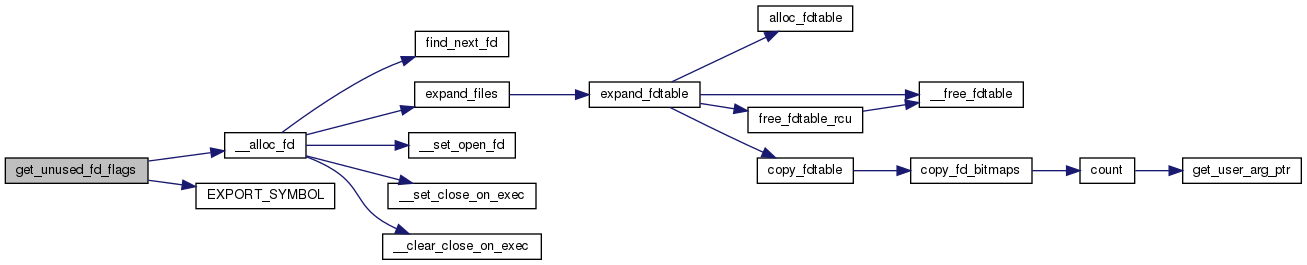 get_unused_fd_flags
__alloc_fd
EXPORT_SYMBOL
find_next_fd
expand_files
__set_open_fd
__set_close_on_exec
__clear_close_on_exec
expand_fdtable
alloc_fdtable
__free_fdtable
free_fdtable_rcu
copy_fdtable
copy_fd_bitmaps
count
get_user_arg_ptr